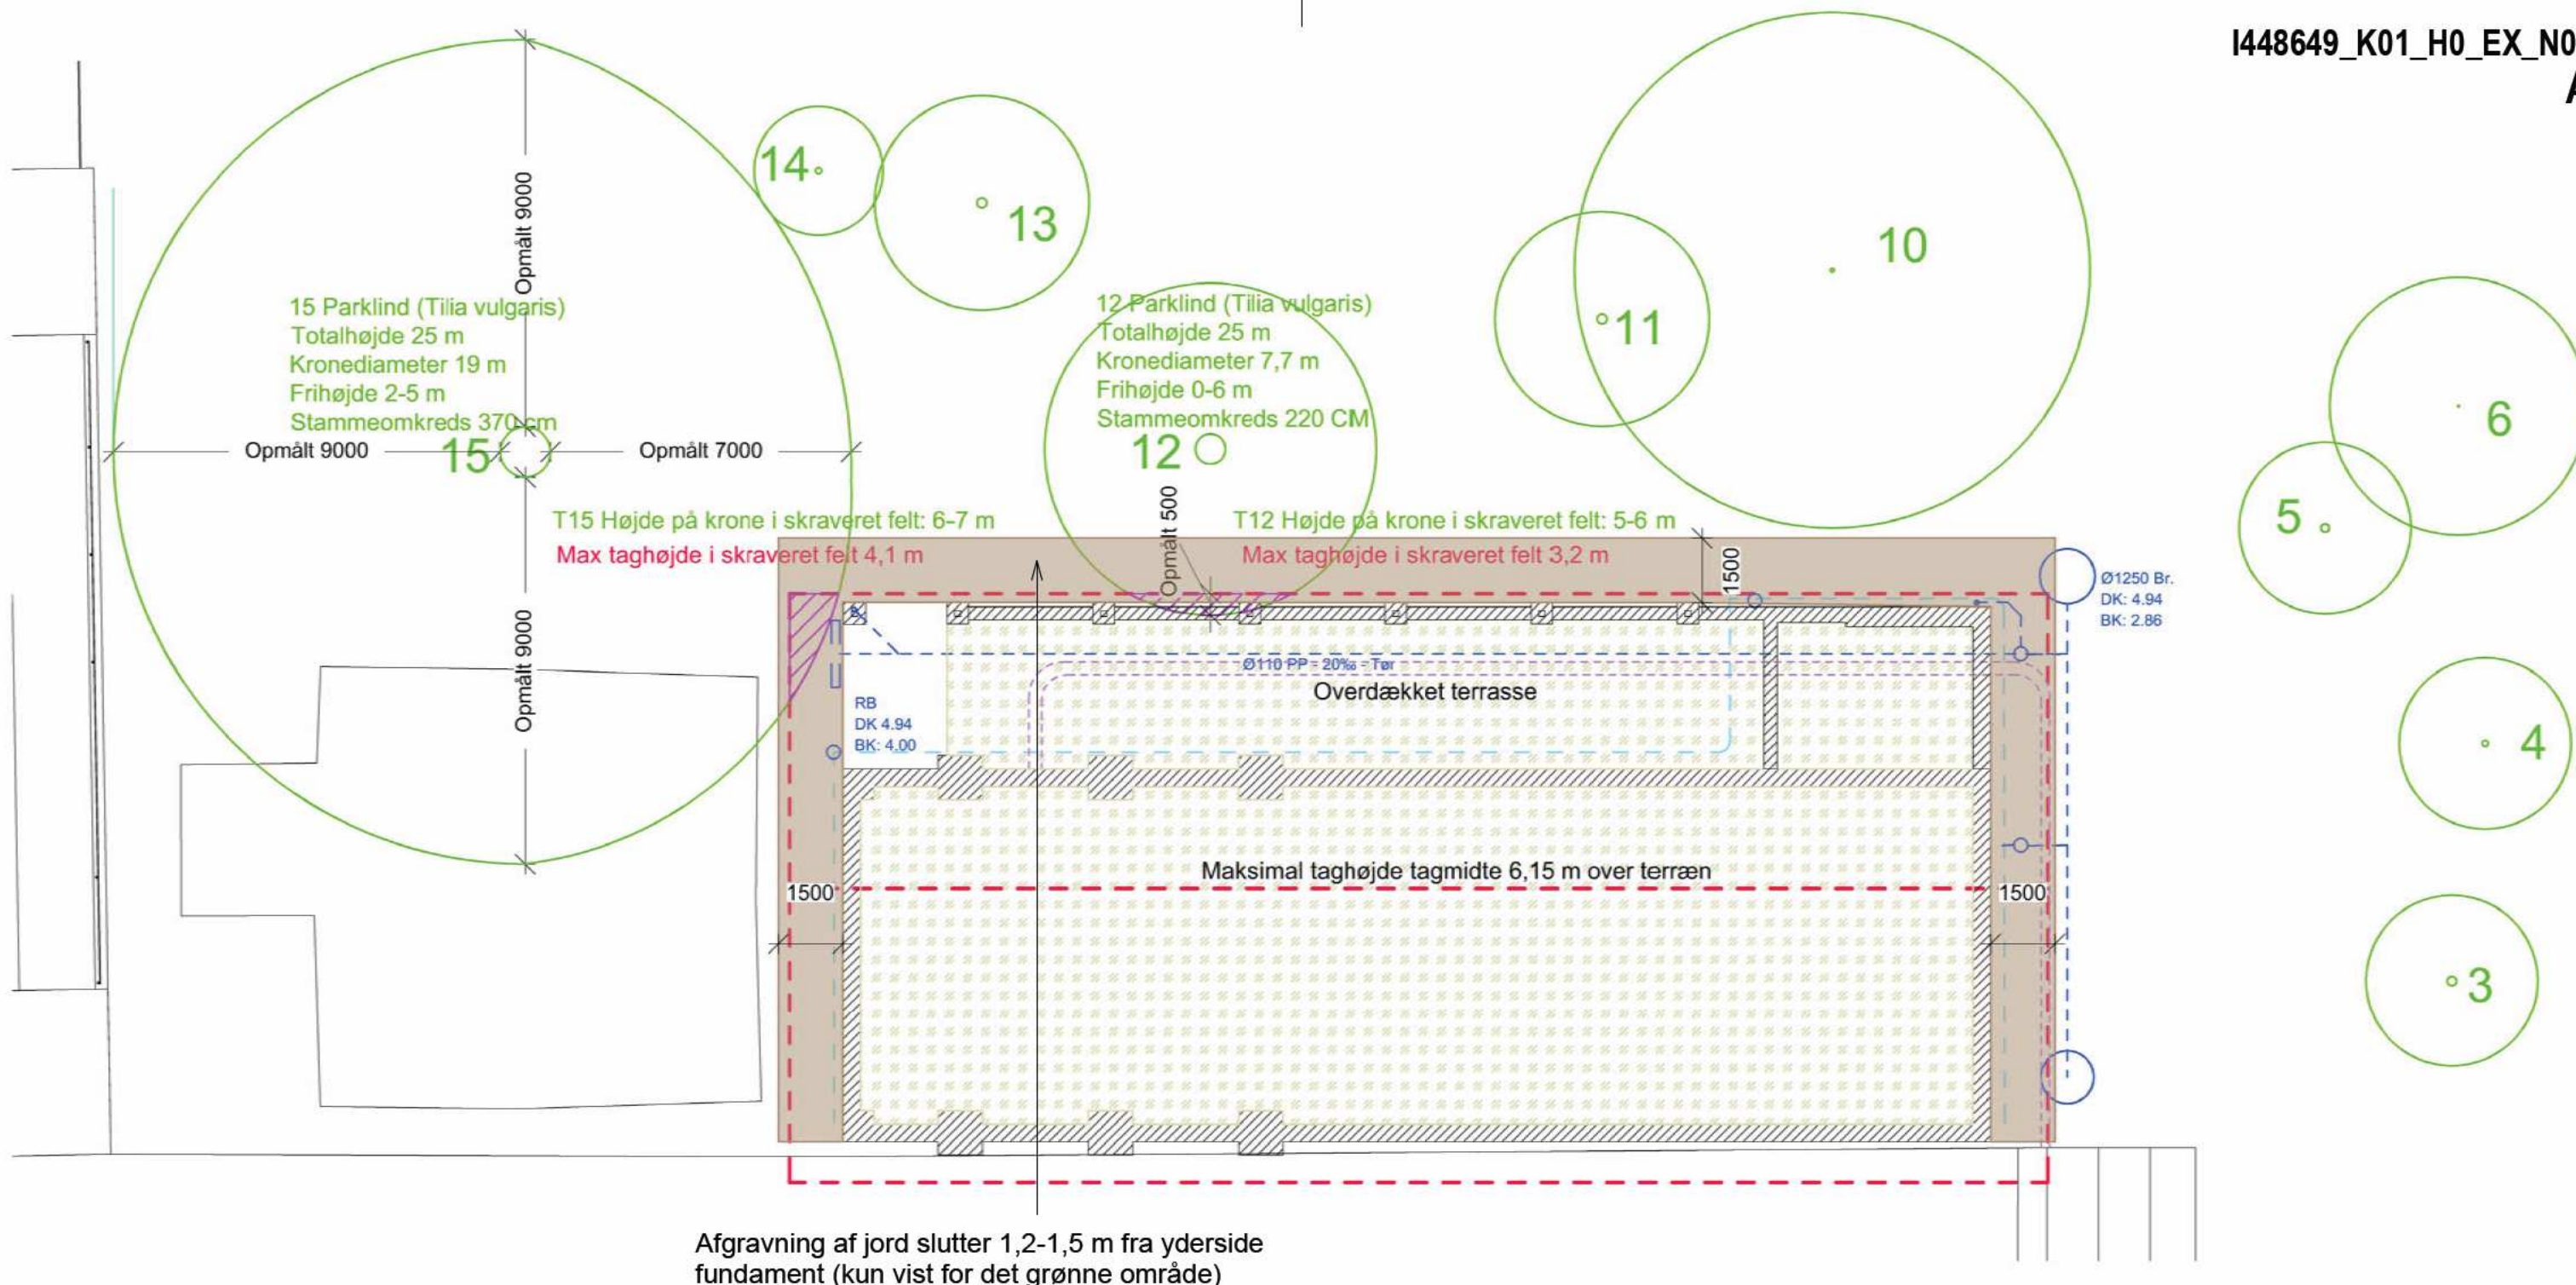 I448649_K01_H0_EX_N0
Opmålt 9000
14
13
10
11
6
5
4
3
15 Parklind (Tilia vulgaris)
Totalhøjde 25 m
Kronediameter 19 m
Frihøjde 2-5 m
Stammeomkreds 370 cm
Opmålt 9000
15
Opmålt 7000
12 Parklind (Tilia vulgaris)
Totalhøjde 25 m
Kronediameter 7,7 m
Frihøjde 0-6 m
Stammeomkreds 220 CM
12
Opmålt 500
T15 Højde på krone i skraveret felt: 6-7 m
Max taghøjde i skraveret felt 4,1 m
T12 Højde på krone i skraveret felt: 5-6 m
Max taghøjde i skraveret felt 3,2 m
1500
Ø1250 Br.
DK: 4.94
BK: 2.86
Opmålt 9000
Ø110 PP - 20‰ - Tør
Overdækket terrasse
RB
DK 4.94
BK: 4.00
Maksimal taghøjde tagmidte 6,15 m over terræn
1500
1500
Afgravning af jord slutter 1,2-1,5 m fra yderside
fundament (kun vist for det grønne område)